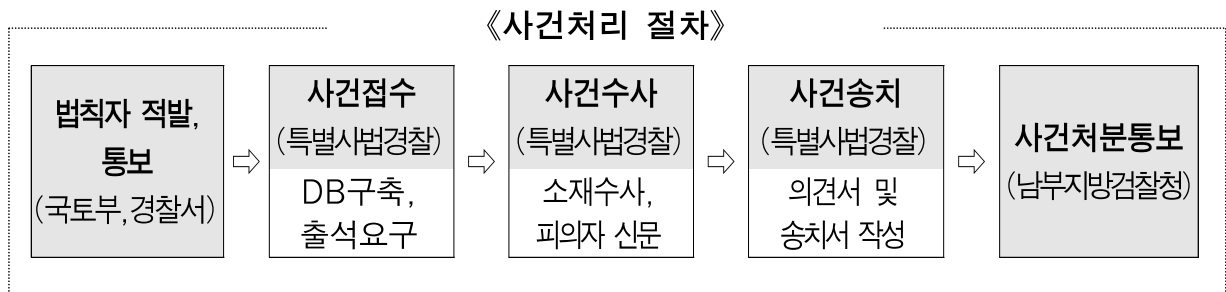 《사건처리 절차》
법칙자 적발,
통보
(국토부,경찰서)
⇨
사건접수
(특별사법경찰)
DB구축,
출석요구
⇨
사건수사
(특별사법경찰)
소재수사,
피의자 신문
⇨
사건송치
(특별사법경찰)
의견서 및
송치서 작성
⇨
사건처분통보
(남부지방검찰청)